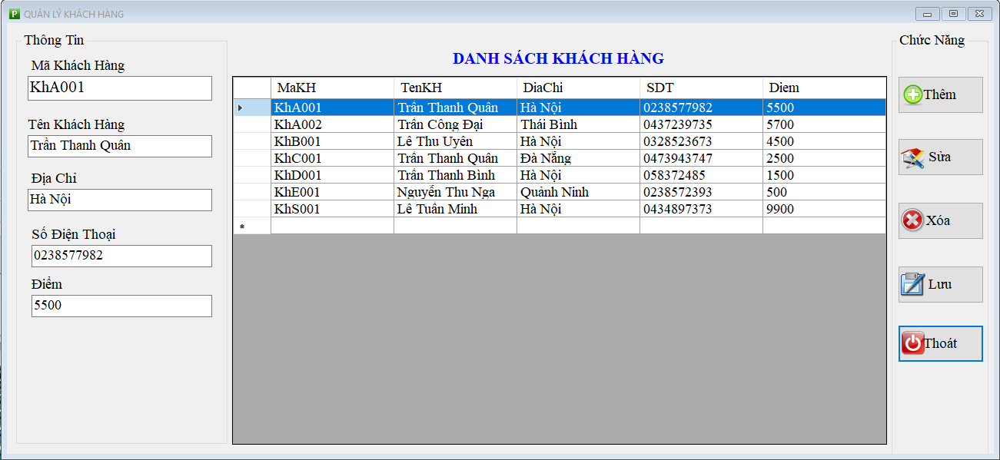 QUẢN LÝ KHÁCH HÀNG
Thông Tin
Mã Khách Hàng
KhA001
Tên Khách Hàng
Trần Thanh Quân
Địa Chỉ
Hà Nội
Số Điện Thoại
0238577982
Điểm
5500
DANH SÁCH KHÁCH HÀNG
MaKH TenKH DiaChi SDT Diem
KhA001 Trần Thanh Quân Hà Nội 0238577982 5500
KhA002 Trần Công Đại Thái Bình 0437239735 5700
KhB001 Lê Thu Uyên Hà Nội 0328523673 4500
KhC001 Trần Thanh Quân Đà Nẵng 0473943747 2500
KhD001 Trần Thanh Bình Hà Nội 058372485 1500
KhE001 Nguyễn Thu Nga Quảnh Ninh 0238572393 500
KhS001 Lê Tuấn Minh Hà Nội 0434897373 9900
Chức Năng
Thêm
Sửa
Xóa
Lưu
Thoát